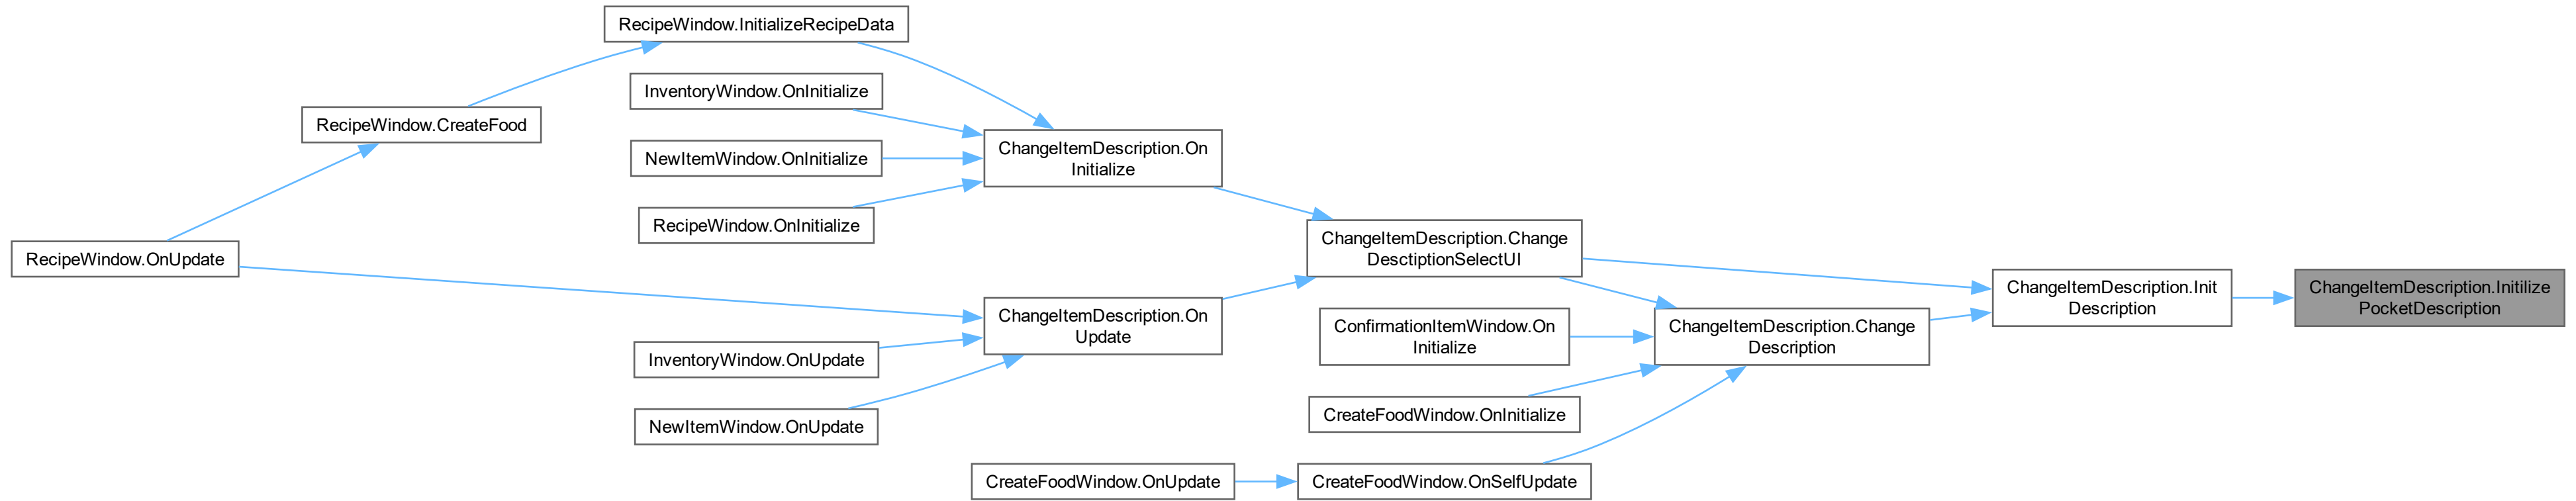 RecipeWindow.InitializeRecipeData
InventoryWindow.OnInitialize
RecipeWindow.CreateFood
NewItemWindow.OnInitialize
ChangeItemDescription.On
Initialize
RecipeWindow.OnInitialize
RecipeWindow.OnUpdate
ChangeItemDescription.Change
DesctiptionSelectUI
ChangeItemDescription.Init
Description
ChangeItemDescription.Initilize
PocketDescription
ChangeItemDescription.On
Update
ConfirmationItemWindow.On
Initialize
ChangeItemDescription.Change
Description
InventoryWindow.OnUpdate
CreateFoodWindow.OnInitialize
NewItemWindow.OnUpdate
CreateFoodWindow.OnUpdate
CreateFoodWindow.OnSelfUpdate